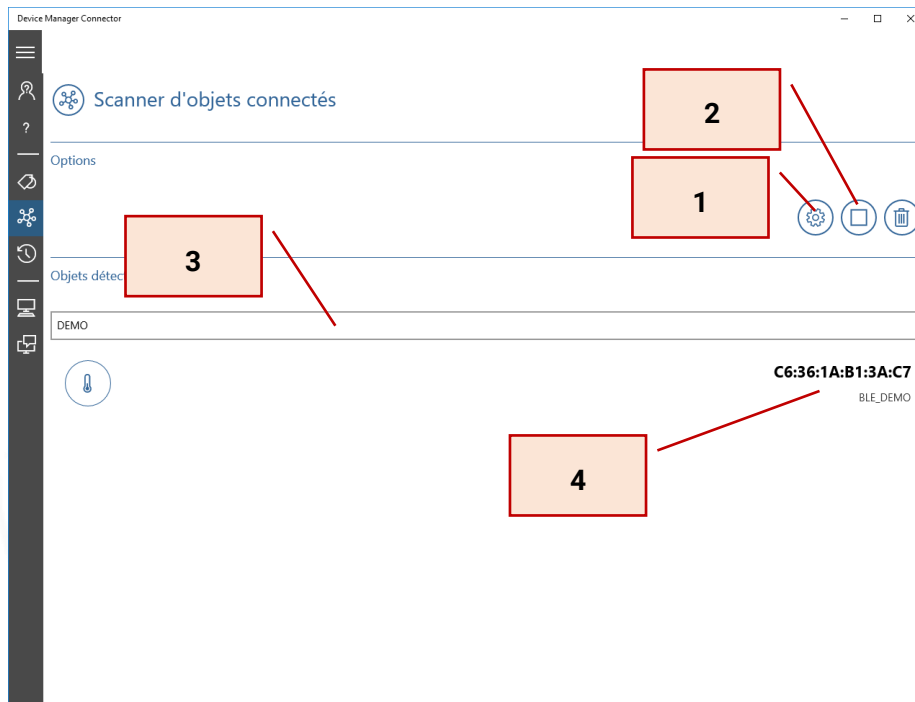 Device Manager Connector
?
Scanner d'objets connectés
2
Options
1
3
Objets détec
DEMO
C6:36:1A:B1:3A:C7
BLE_DEMO
4